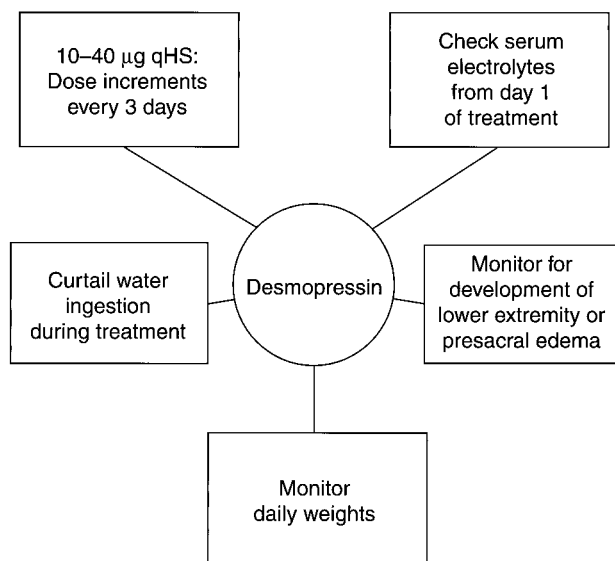 10–40 μg qHS:
Dose increments
every 3 days
Check serum
electrolytes
from day 1
of treatment
Desmopressin
Curtail water
ingestion
during treatment
Monitor for
development of
lower extremity or
presacral edema
Monitor
daily weights